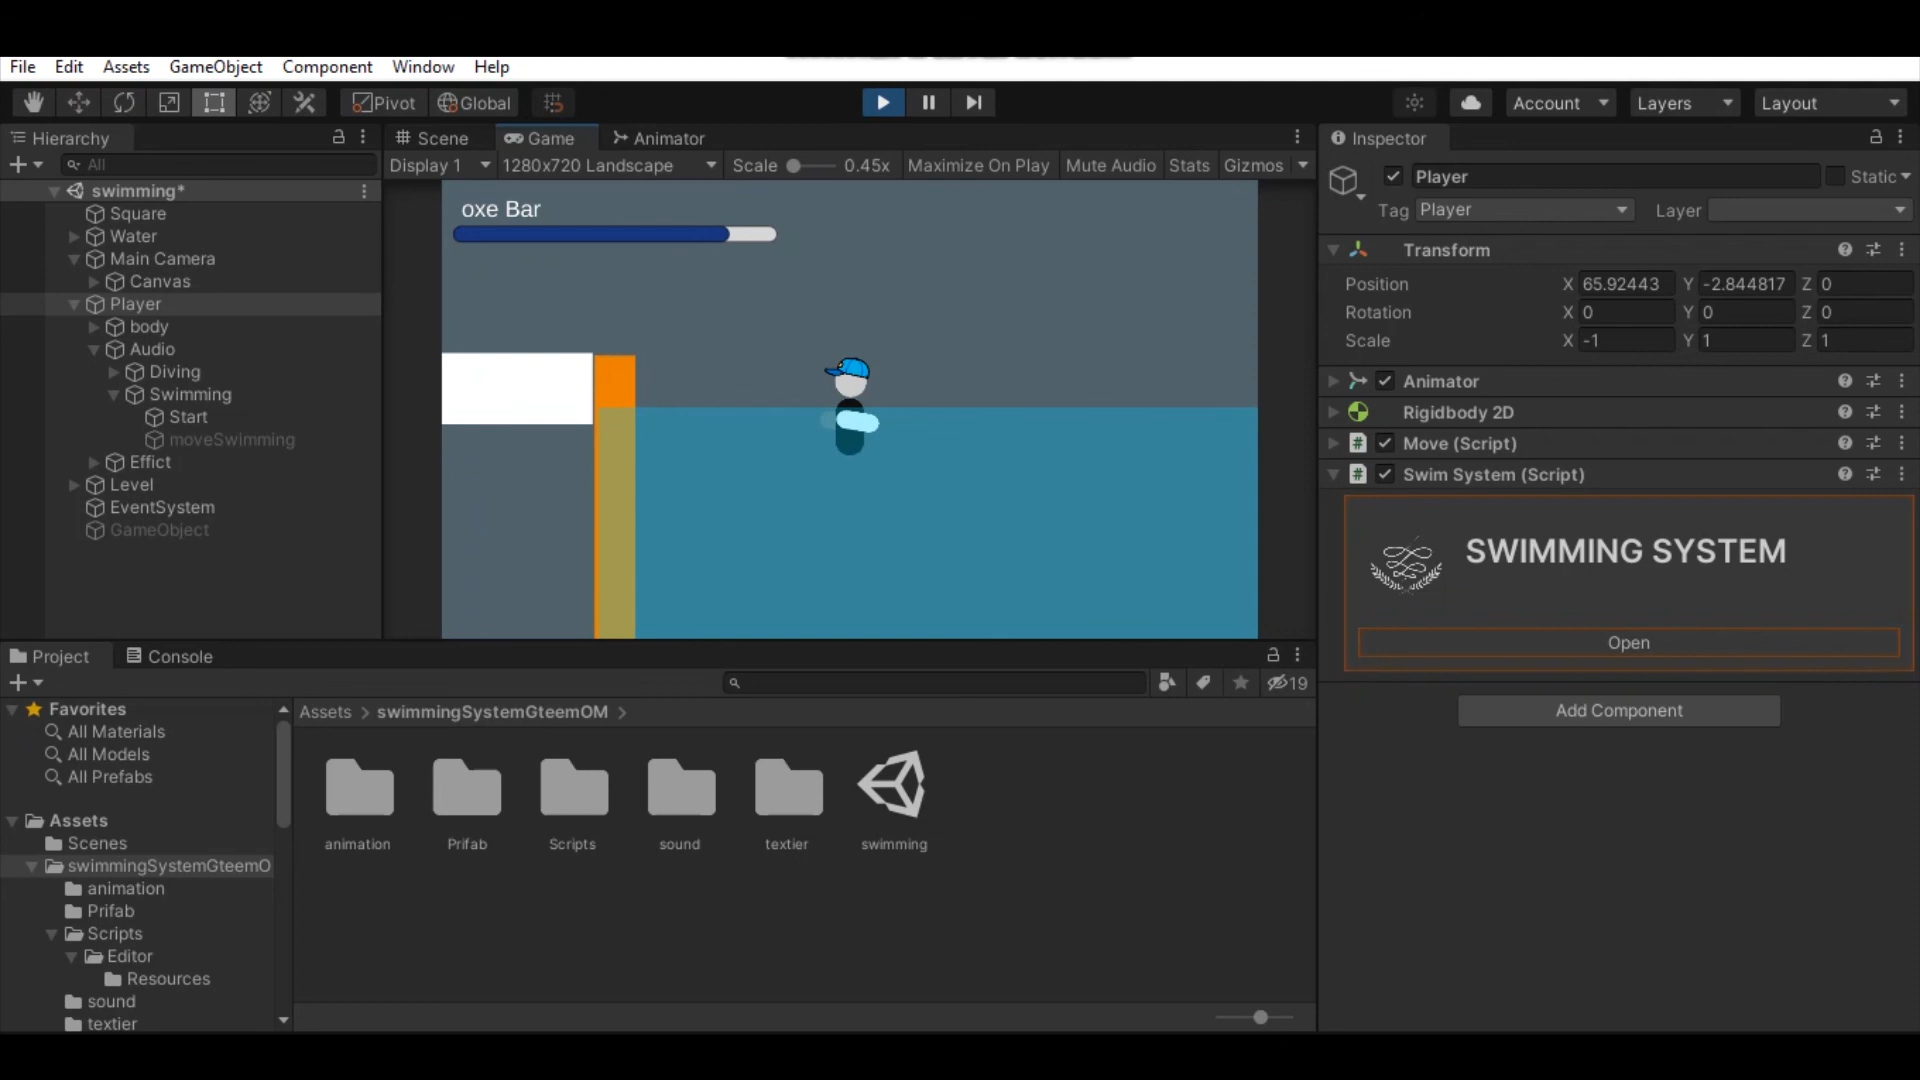 File Edit Assets GameObject Component Window Help
Pivot Global Account Layers Layout
Hierarchy
All
swimming*
Square
Water
Main Camera
Canvas
Player
body
Audio
Diving
Swimming
Start
moveSwimming
Effict
Level
EventSystem
GameObject
Scene Game Animator
Display 1 1280x720 Landscape Scale 0.45x Maximize On Play Mute Audio Stats Gizmos
oxe Bar
Inspector
Player Static
Tag Player Layer
Transform
Position X 65.92443 Y -2.844817 Z 0
Rotation X 0 Y 0 Z 0
Scale X -1 Y 1 Z 1
Animator
Rigidbody 2D
Move (Script)
Swim System (Script)
SWIMMING SYSTEM
Open
Add Component
Project Console
19
Favorites
All Materials
All Models
All Prefabs
Assets
Scenes
swimmingSystemGteemO
animation
Prifab
Scripts
Editor
Resources
sound
textier
Assets > swimmingSystemGteemOM >
animation Prifab Scripts sound textier swimming